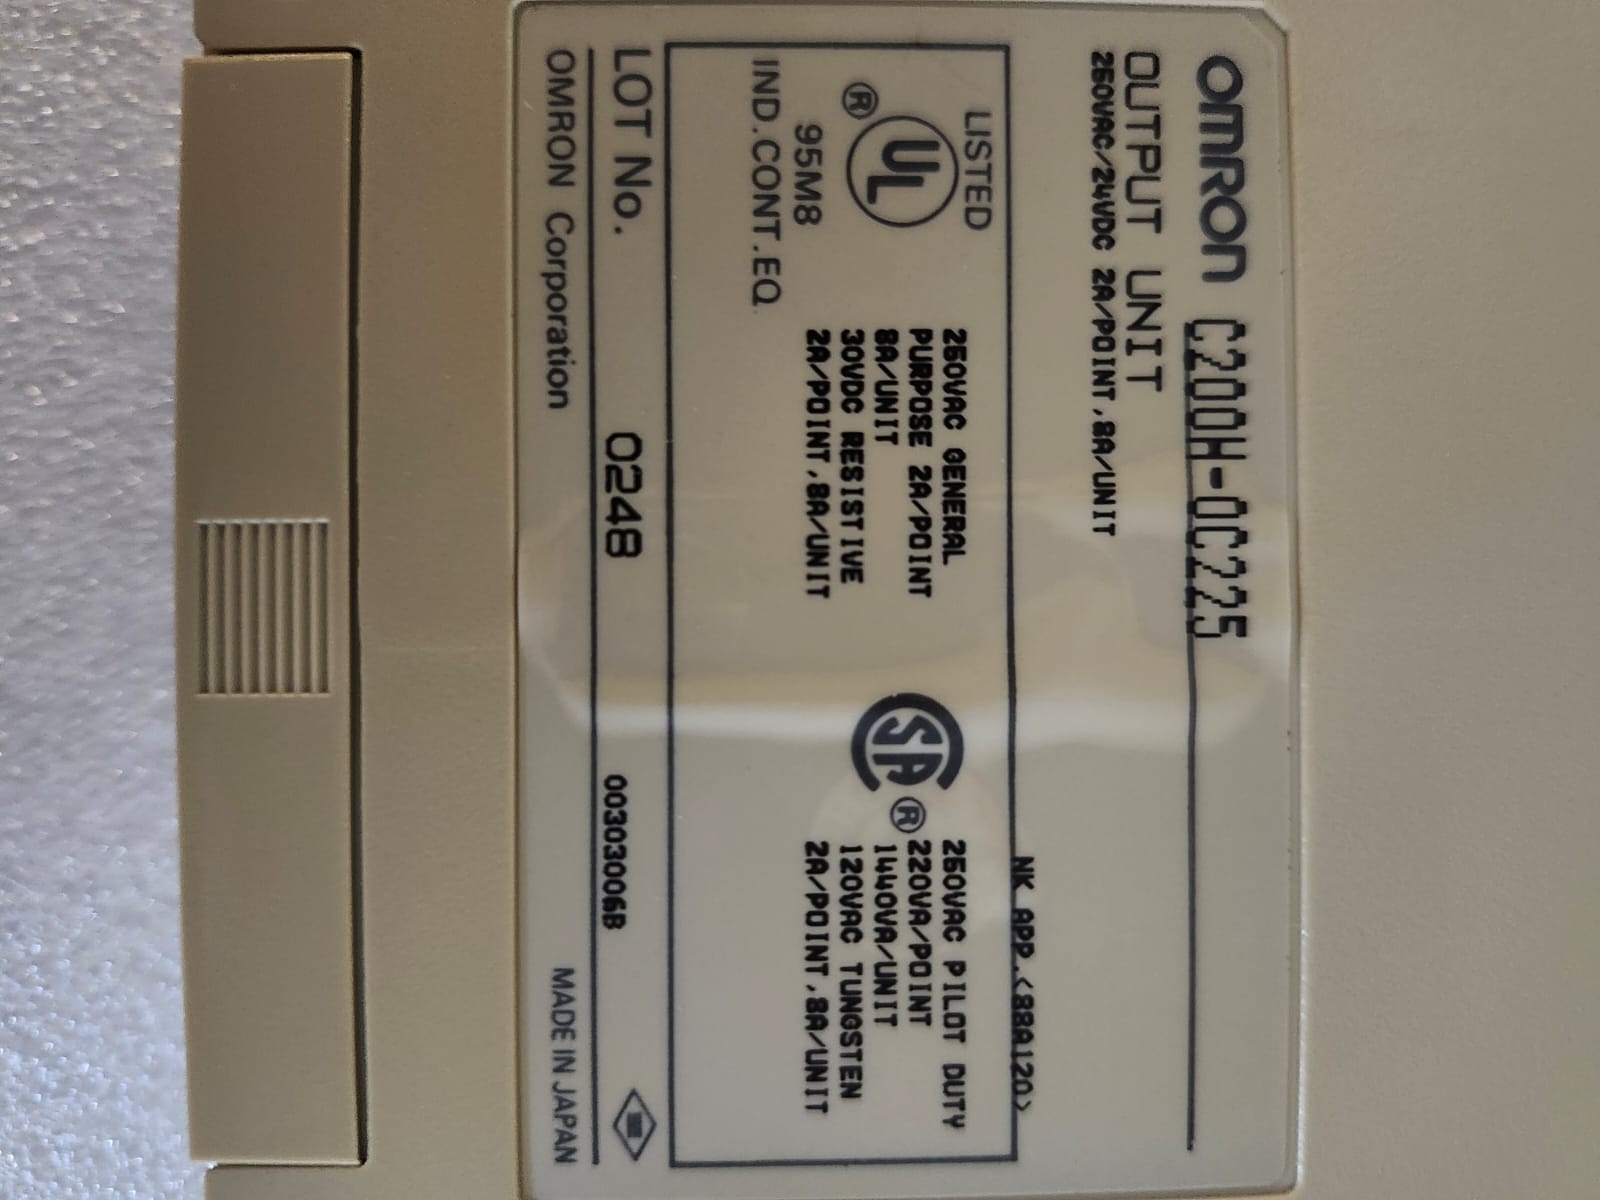 OMRON C200H-OC225
OUTPUT UNIT
250VAC/24VDC 2A/POINT,8A/UNIT
NK APP.<88A120>
LISTED
UL
®
95M8
IND.CONT.EQ.
250VAC GENERAL
PURPOSE 2A/POINT
8A/UNIT
30VDC RESISTIVE
2A/POINT,8A/UNIT
SA ®
250VAC PILOT DUTY
220VA/POINT
1440VA/UNIT
120VAC TUNGSTEN
2A/POINT,8A/UNIT
LOT No. 0248 00303006B
OMRON Corporation MADE IN JAPAN